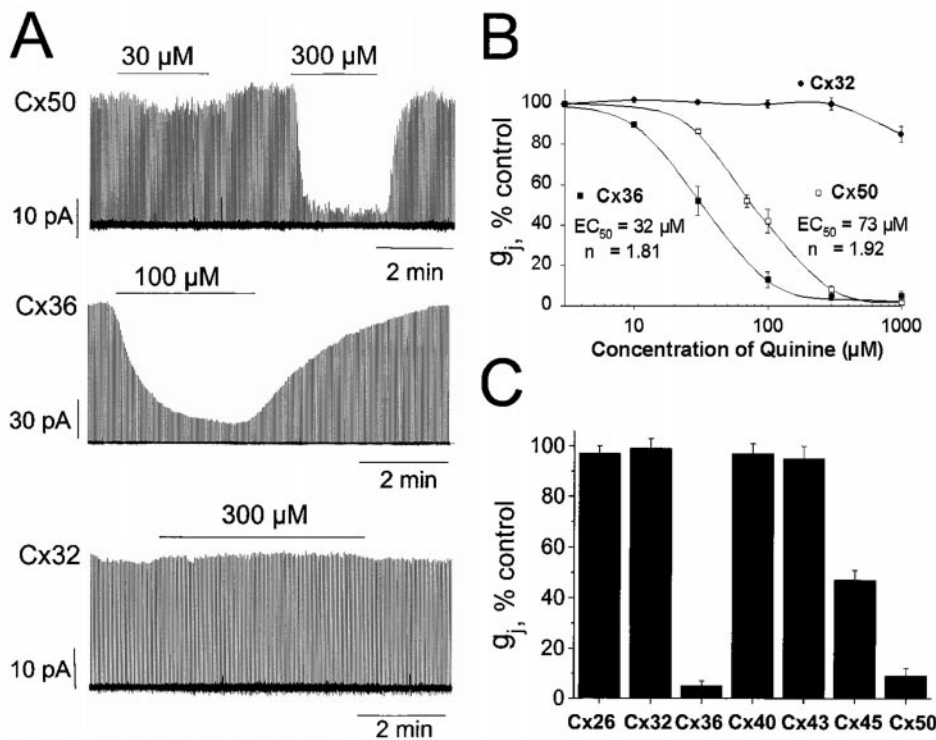 A
30 µM
300 µM
Cx50
10 pA
2 min
100 µM
Cx36
30 pA
2 min
300 µM
Cx32
10 pA
2 min
B
Cx32
100
80
60
40
20
0
Cx36
EC50 = 32 µM
n = 1.81
Cx50
EC50 = 73 µM
n = 1.92
gj, % control
10
100
1000
Concentration of Quinine (µM)
C
100
80
60
40
20
0
gj, % control
Cx26 Cx32 Cx36 Cx40 Cx43 Cx45 Cx50